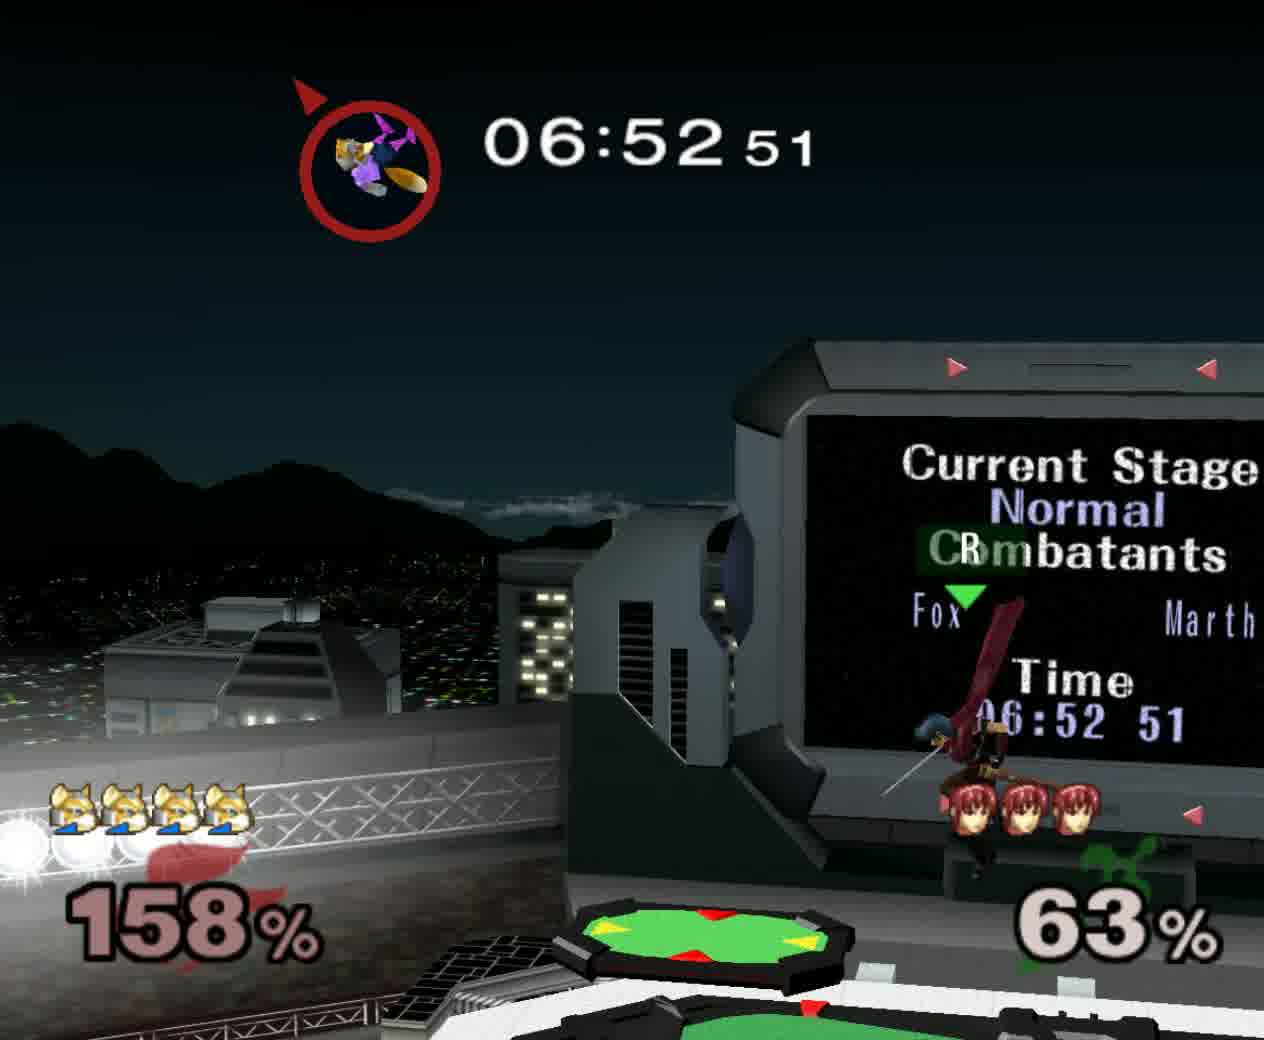 06:52 51
Current Stage
Normal
R
Combatants
Fox
Marth
Time
06:52 51
158%
63%